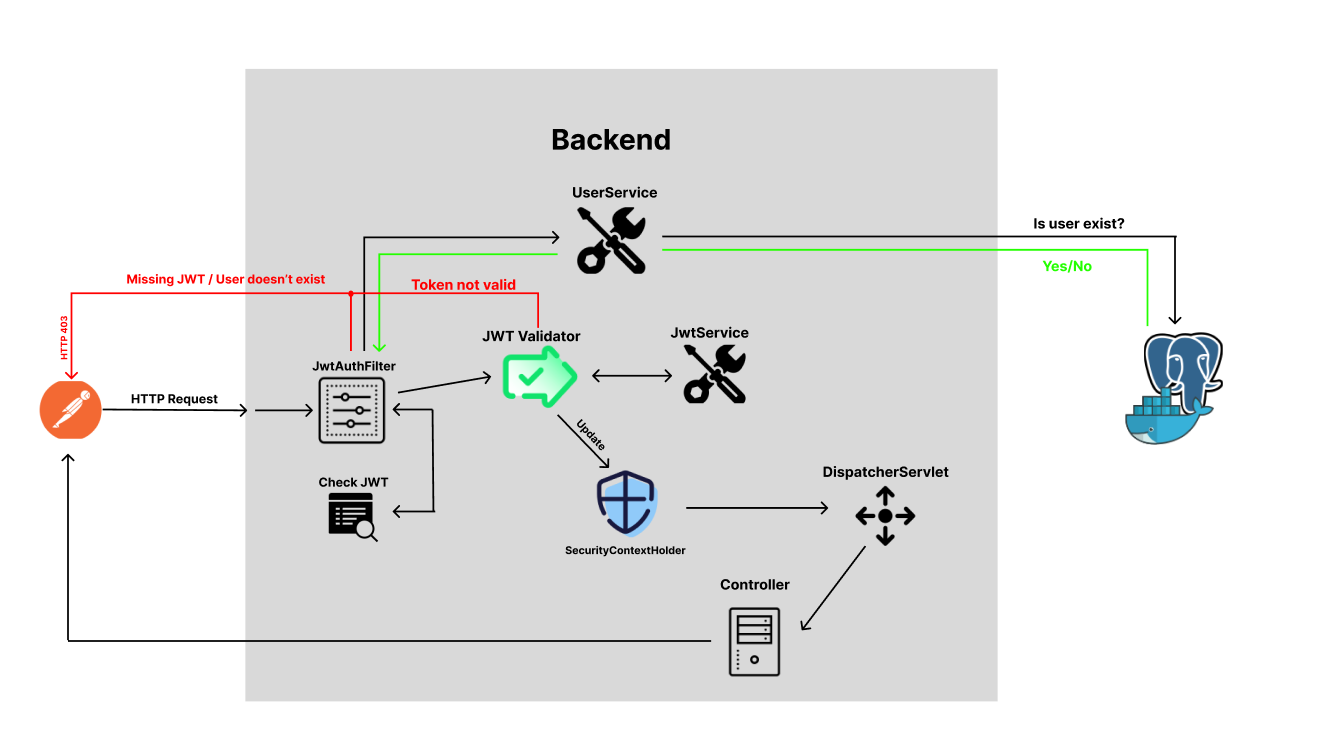 Backend
UserService
Is user exist?
Yes/No
Missing JWT / User doesn't exist
Token not valid
HTTP 403
JWT Validator
JwtService
JwtAuthFilter
HTTP Request
Update
Check JWT
DispatcherServlet
SecurityContextHolder
Controller